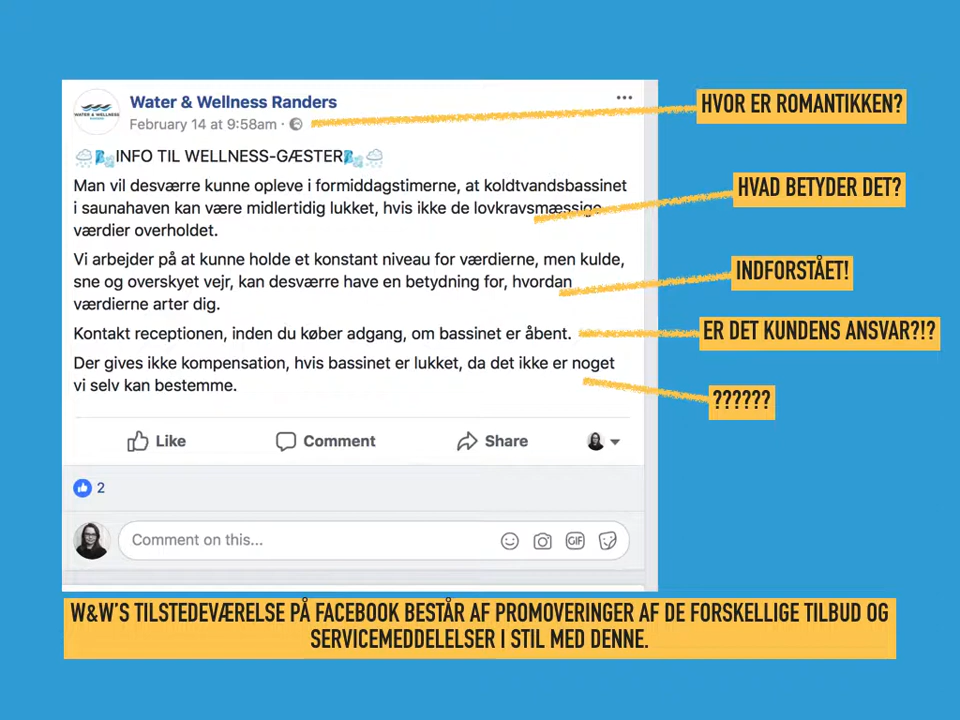 Water & Wellness Randers
HVOR ER ROMANTIKKEN?
February 14 at 9:58am ·
WATER & WELLNESS
RANDERS
INFO TIL WELLNESS-GÆSTER
Man vil desværre kunne opleve i formiddagstimerne, at koldtvandsbassinet
HVAD BETYDER DET?
i saunahaven kan være midlertidig lukket, hvis ikke de lovkravsmæssige
værdier overholdet.
Vi arbejder på at kunne holde et konstant niveau for værdierne, men kulde,
INDFORSTÅET!
sne og overskyet vejr, kan desværre have en betydning for, hvordan
værdierne arter dig.
Kontakt receptionen, inden du køber adgang, om bassinet er åbent.
ER DET KUNDENS ANSVAR?!?
Der gives ikke kompensation, hvis bassinet er lukket, da det ikke er noget
vi selv kan bestemme.
??????
Like Comment Share
2
Comment on this...
GIF
W&W'S TILSTEDEVÆRELSE PÅ FACEBOOK BESTÅR AF PROMOVERINGER AF DE FORSKELLIGE TILBUD OG
SERVICEMEDDELELSER I STIL MED DENNE.